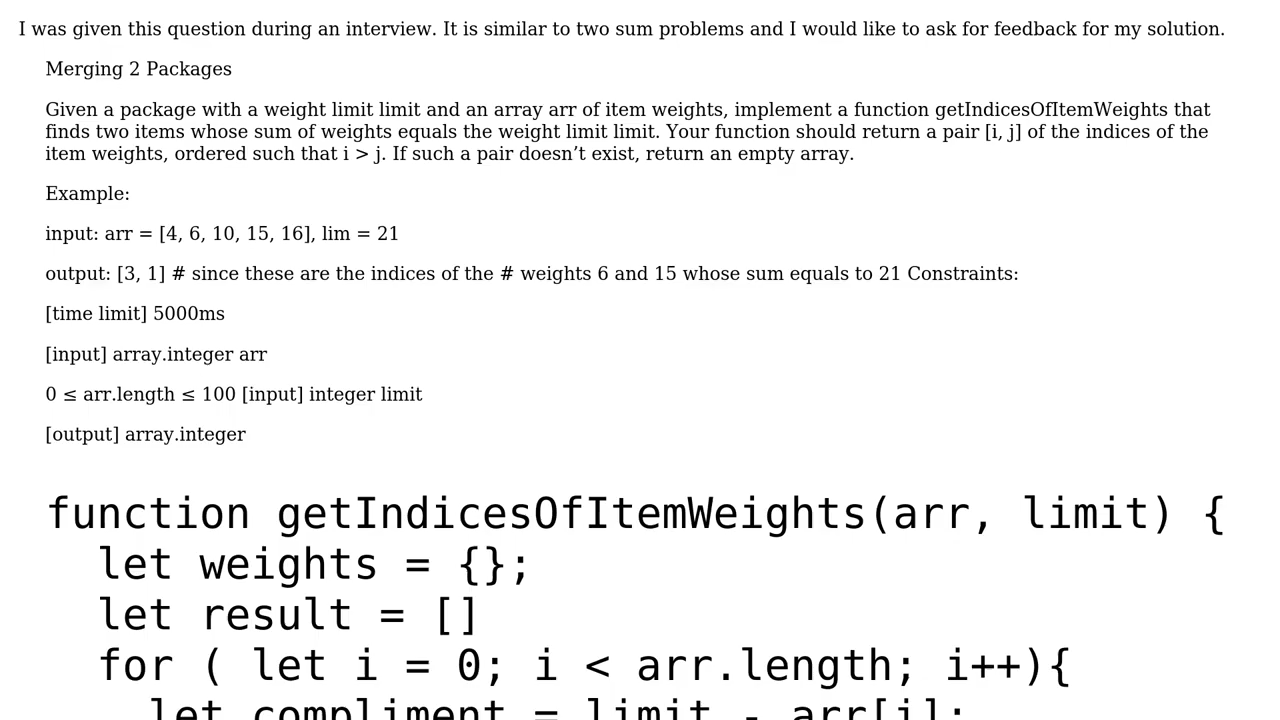 I was given this question during an interview. It is similar to two sum problems and I would like to ask for feedback for my solution.
Merging 2 Packages
Given a package with a weight limit limit and an array arr of item weights, implement a function getIndicesOfItemWeights that
finds two items whose sum of weights equals the weight limit limit. Your function should return a pair [i, j] of the indices of the
item weights, ordered such that i > j. If such a pair doesn’t exist, return an empty array.
Example:
input: arr = [4, 6, 10, 15, 16], lim = 21
output: [3, 1] # since these are the indices of the # weights 6 and 15 whose sum equals to 21 Constraints:
[time limit] 5000ms
[input] array.integer arr
0 ≤ arr.length ≤ 100 [input] integer limit
[output] array.integer
function getIndicesOfItemWeights(arr, limit) {
let weights = {};
let result = []
for ( let i = 0; i < arr.length; i++){
let compliment = limit - arr[i];